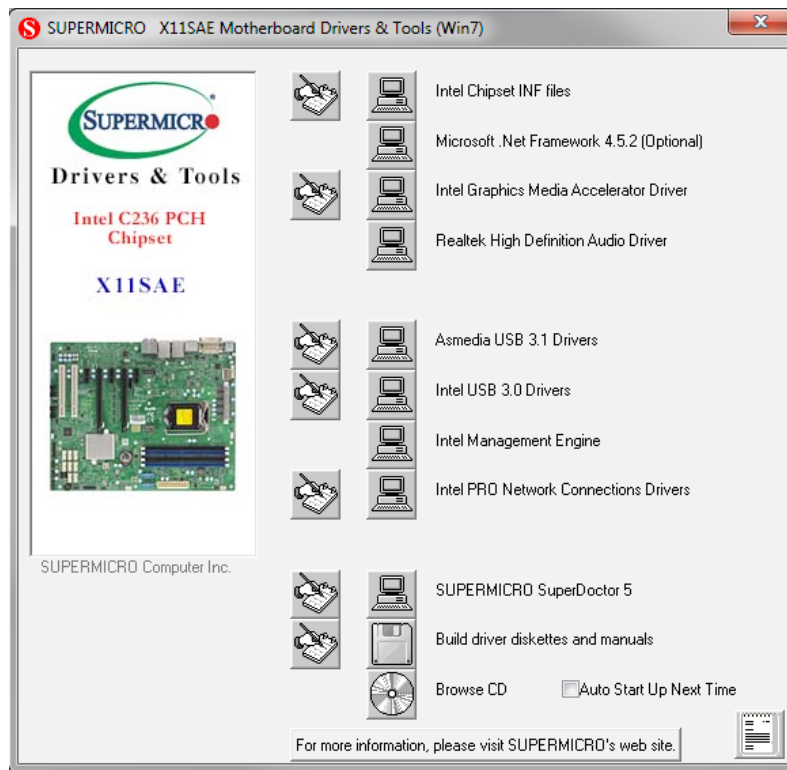 SUPERMICRO X11SAE Motherboard Drivers & Tools (Win7)
SUPERMICR
Drivers & Tools
Intel C236 PCH
Chipset
X11SAE
SUPERMICRO Computer Inc.
Intel Chipset INF files
Microsoft .Net Framework 4.5.2 (Optional)
Intel Graphics Media Accelerator Driver
Realtek High Definition Audio Driver
Asmedia USB 3.1 Drivers
Intel USB 3.0 Drivers
Intel Management Engine
Intel PRO Network Connections Drivers
SUPERMICRO SuperDoctor 5
Build driver diskettes and manuals
Browse CD
Auto Start Up Next Time
For more information, please visit SUPERMICRO's web site.